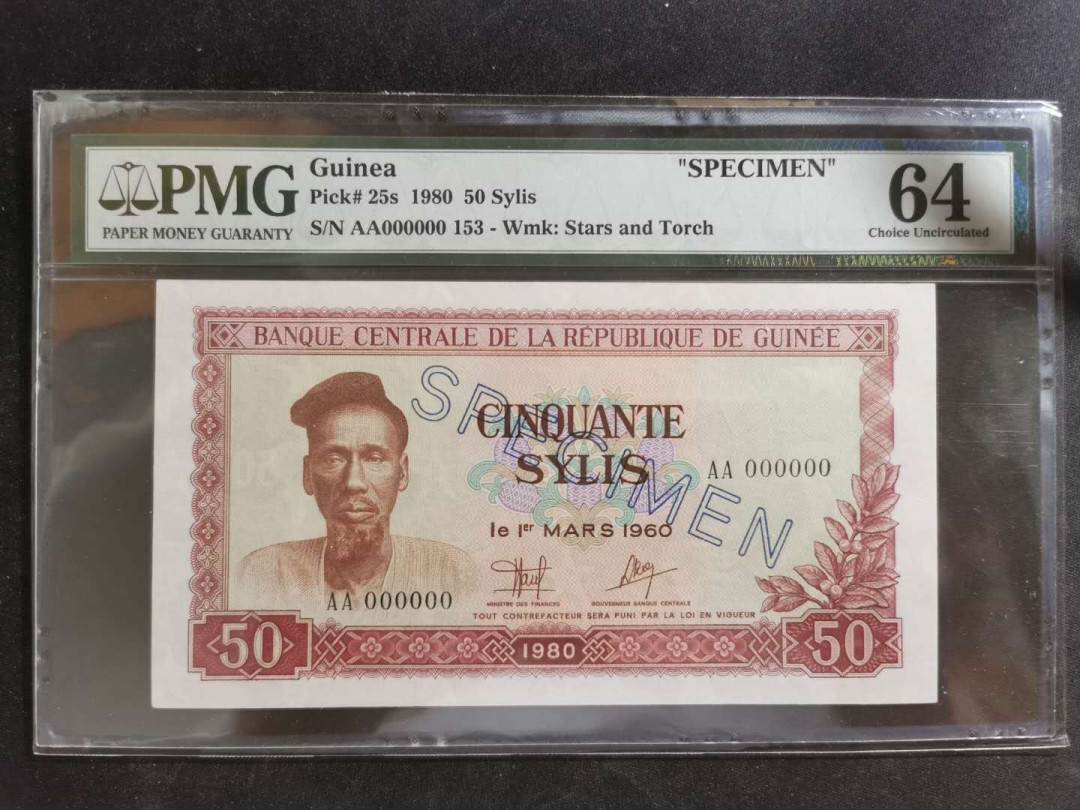 PMG
PAPER MONEY GUARANTY
Guinea
"SPECIMEN"
Pick# 25s 1980 50 Sylis
S/N AA000000 153 - Wmk: Stars and Torch
64
Choice Uncirculated
BANQUE CENTRALE DE LA RÉPUBLIQUE DE GUINÉE
SPECIMEN
CINQUANTE
SYLIS
AA 000000
le 1er MARS 1960
AA 000000
MINISTRE DES FINANCES
GOUVERNEUR BANQUE CENTRALE
TOUT CONTREFACTEUR SERA PUNI PAR LA LOI EN VIGUEUR
50
1980
50